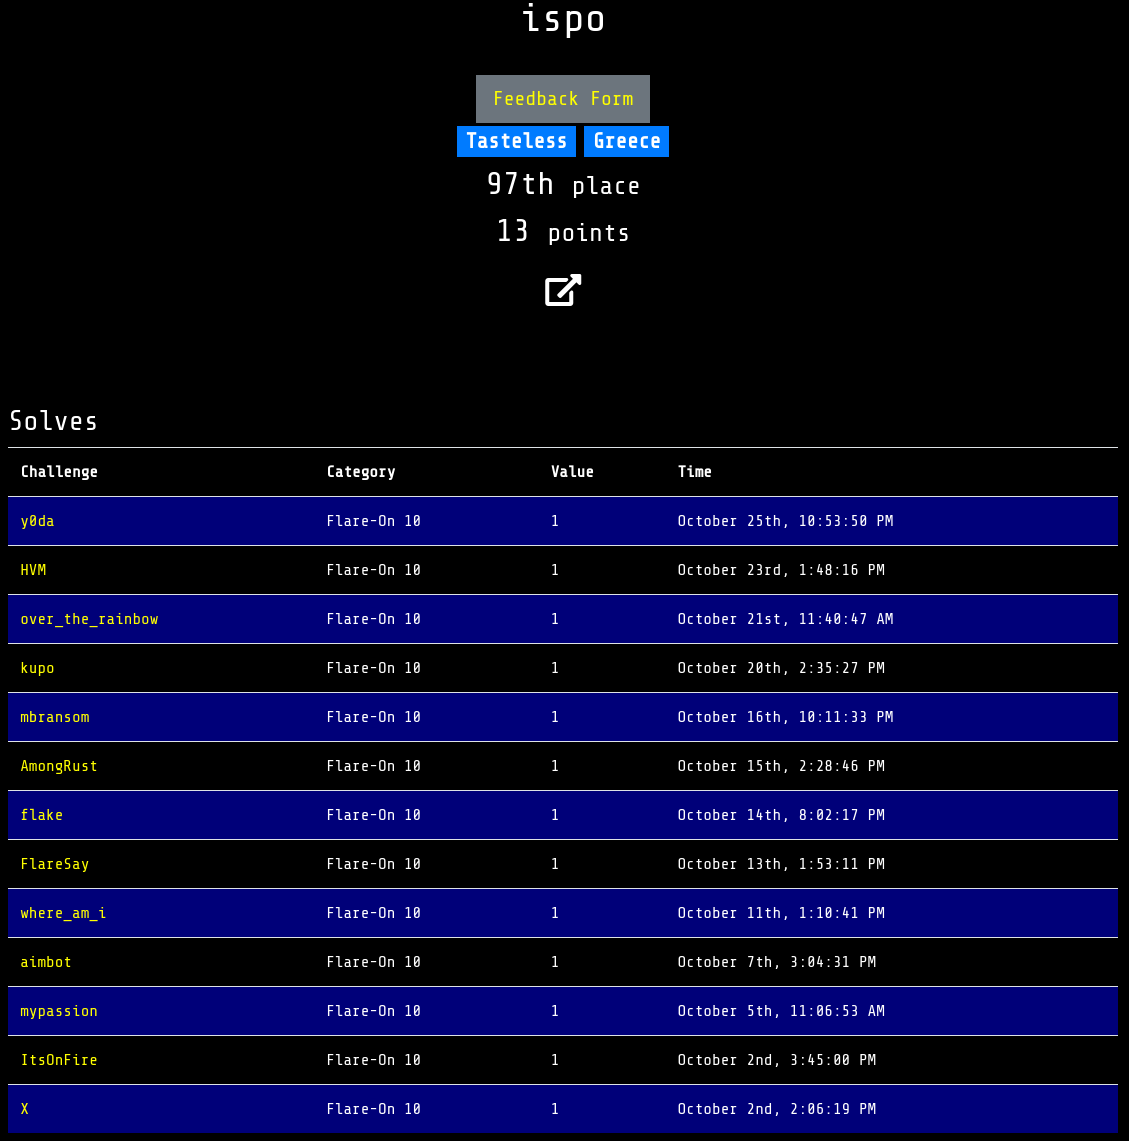 ispo
Feedback Form
Tasteless Greece
97th place
13 points
Solves
Challenge Category Value Time
y0da Flare-On 10 1 October 25th, 10:53:50 PM
HVM Flare-On 10 1 October 23rd, 1:48:16 PM
over_the_rainbow Flare-On 10 1 October 21st, 11:40:47 AM
kupo Flare-On 10 1 October 20th, 2:35:27 PM
mbransom Flare-On 10 1 October 16th, 10:11:33 PM
AmongRust Flare-On 10 1 October 15th, 2:28:46 PM
flake Flare-On 10 1 October 14th, 8:02:17 PM
FlareSay Flare-On 10 1 October 13th, 1:53:11 PM
where_am_i Flare-On 10 1 October 11th, 1:10:41 PM
aimbot Flare-On 10 1 October 7th, 3:04:31 PM
mypassion Flare-On 10 1 October 5th, 11:06:53 AM
ItsOnFire Flare-On 10 1 October 2nd, 3:45:00 PM
X Flare-On 10 1 October 2nd, 2:06:19 PM